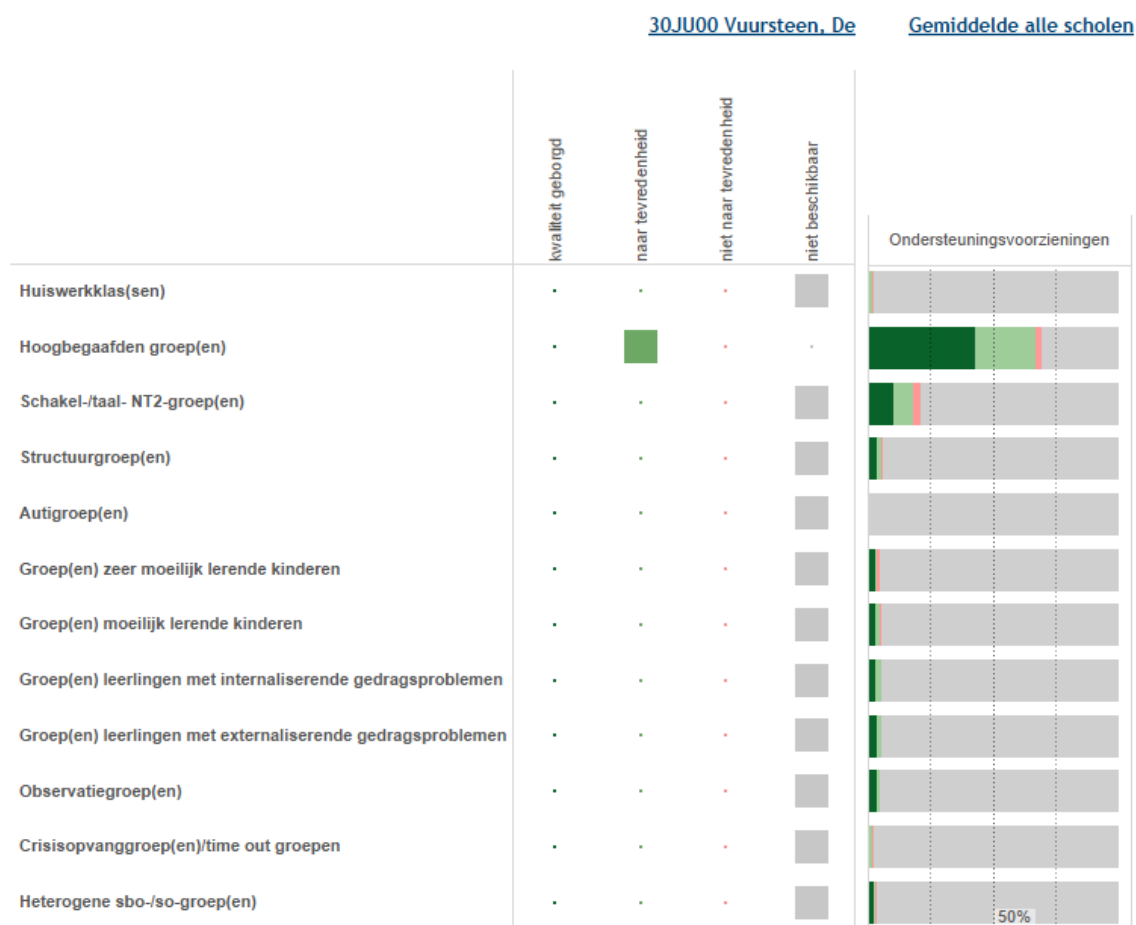 30JU00 Vuursteen, De
Gemiddelde alle scholen
kwaliteit geborgd
naar tevredenheid
niet naar tevredenheid
niet beschikbaar
Ondersteuningsvoorzieningen
Huiswerkklas(sen)
Hoogbegaafden groep(en)
Schakel-/taal- NT2-groep(en)
Structuurgroep(en)
Autigroep(en)
Groep(en) zeer moeilijk lerende kinderen
Groep(en) moeilijk lerende kinderen
Groep(en) leerlingen met internaliserende gedragsproblemen
Groep(en) leerlingen met externaliserende gedragsproblemen
Observatiegroep(en)
Crisisopvanggroep(en)/time out groepen
Heterogene sbo-/so-groep(en)
50%